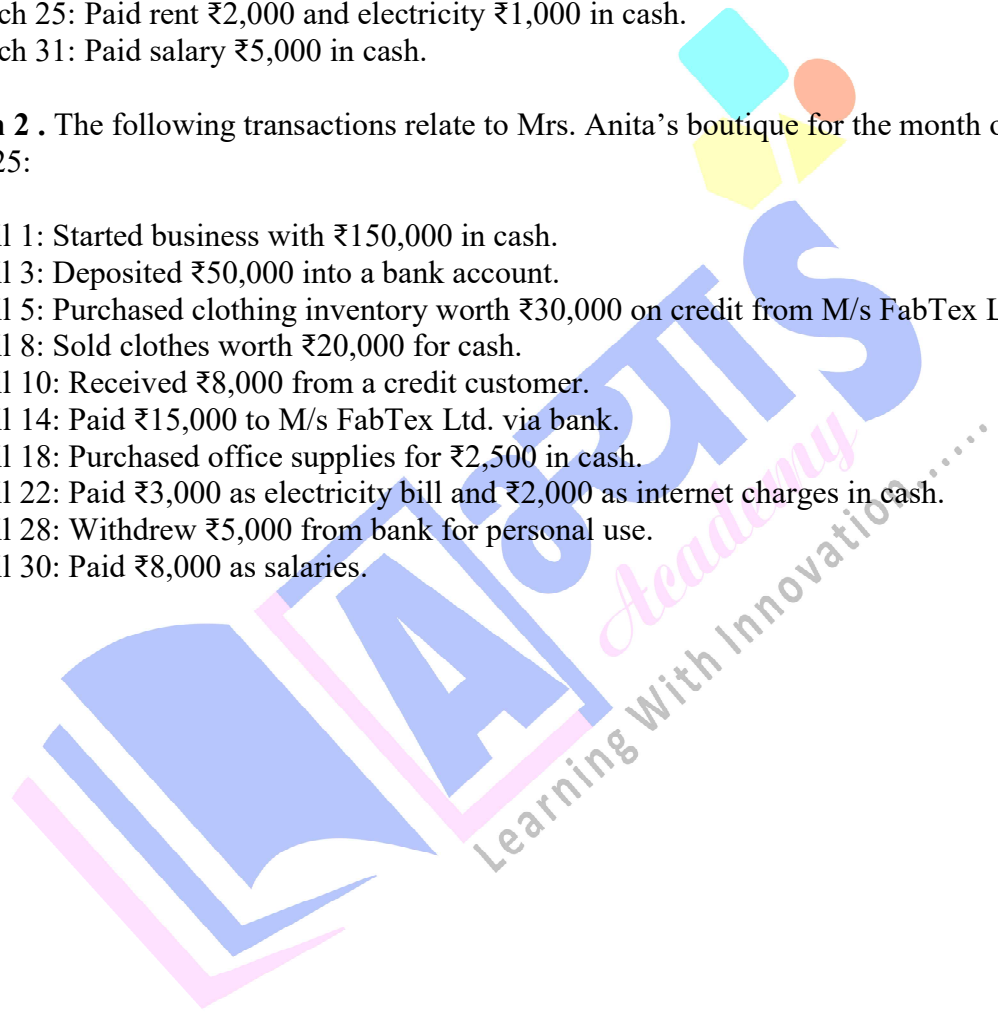 ch 25: Paid rent ₹2,000 and electricity ₹1,000 in cash.
ch 31: Paid salary ₹5,000 in cash.
n 2 . The following transactions relate to Mrs. Anita’s boutique for the month o
25:
l 1: Started business with ₹150,000 in cash.
l 3: Deposited ₹50,000 into a bank account.
l 5: Purchased clothing inventory worth ₹30,000 on credit from M/s FabTex L
l 8: Sold clothes worth ₹20,000 for cash.
l 10: Received ₹8,000 from a credit customer.
l 14: Paid ₹15,000 to M/s FabTex Ltd. via bank.
l 18: Purchased office supplies for ₹2,500 in cash.
l 22: Paid ₹3,000 as electricity bill and ₹2,000 as internet charges in cash.
l 28: Withdrew ₹5,000 from bank for personal use.
l 30: Paid ₹8,000 as salaries.
Academy
Learning With Innovation.....